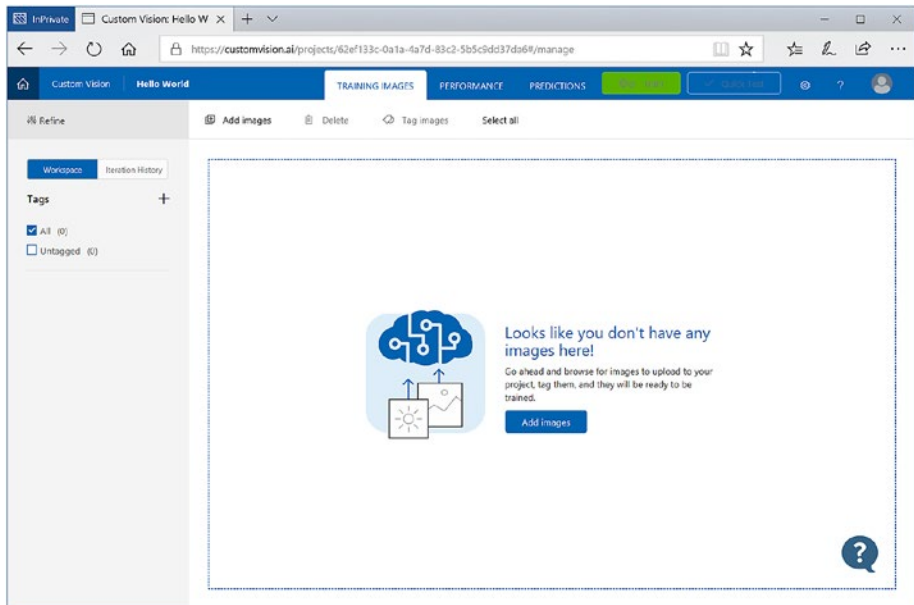 InPrivate
Custom Vision: Hello W
https://customvision.ai/projects/62ef133c-0a1a-4a7d-83c2-5b5c9dd37da6#/manage
Custom Vision
Hello World
TRAINING IMAGES
PERFORMANCE
PREDICTIONS
Quick Test
?
Refine
Add images
Delete
Tag images
Select all
Workspace
Iteration History
Tags
All (0)
Untagged (0)
Looks like you don't have any
images here!
Go ahead and browse for images to upload to your
project, tag them, and they will be ready to be
trained.
Add images
?